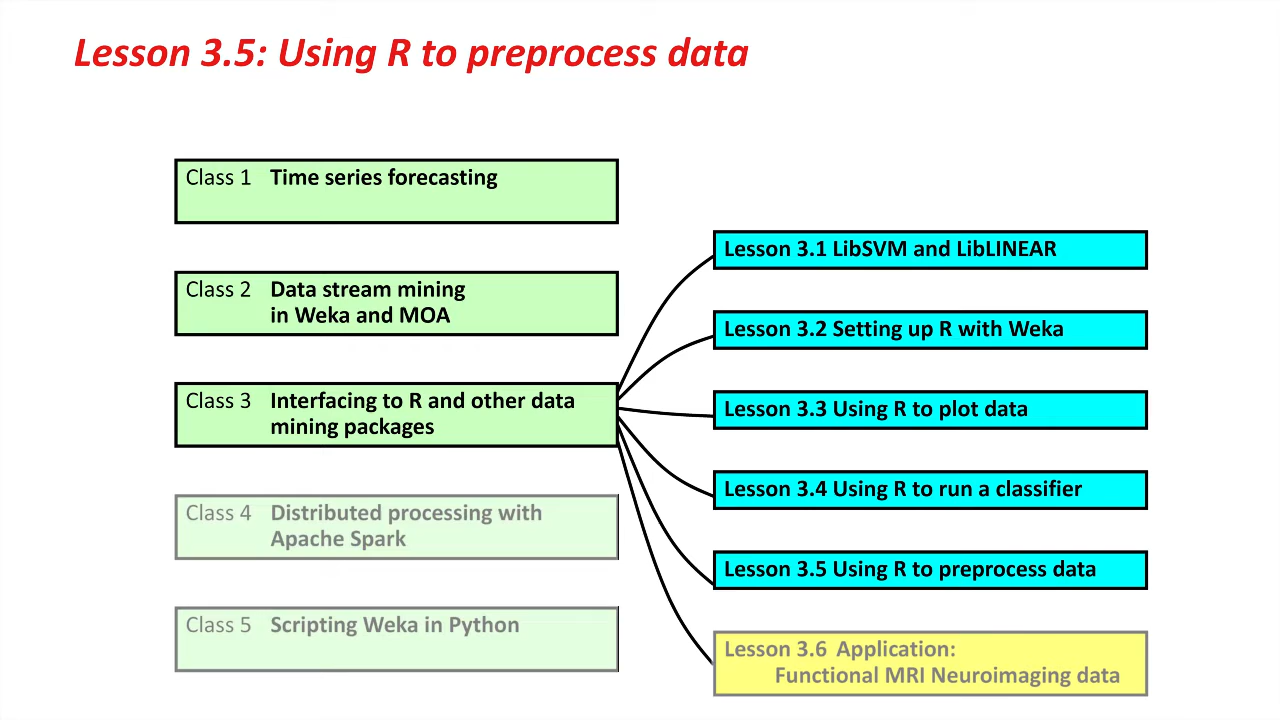 Lesson 3.5: Using R to preprocess data
Class 1 Time series forecasting
Class 2 Data stream mining
in Weka and MOA
Class 3 Interfacing to R and other data
mining packages
Class 4 Distributed processing with
Apache Spark
Class 5 Scripting Weka in Python
Lesson 3.1 LibSVM and LibLINEAR
Lesson 3.2 Setting up R with Weka
Lesson 3.3 Using R to plot data
Lesson 3.4 Using R to run a classifier
Lesson 3.5 Using R to preprocess data
Lesson 3.6 Application:
Functional MRI Neuroimaging data